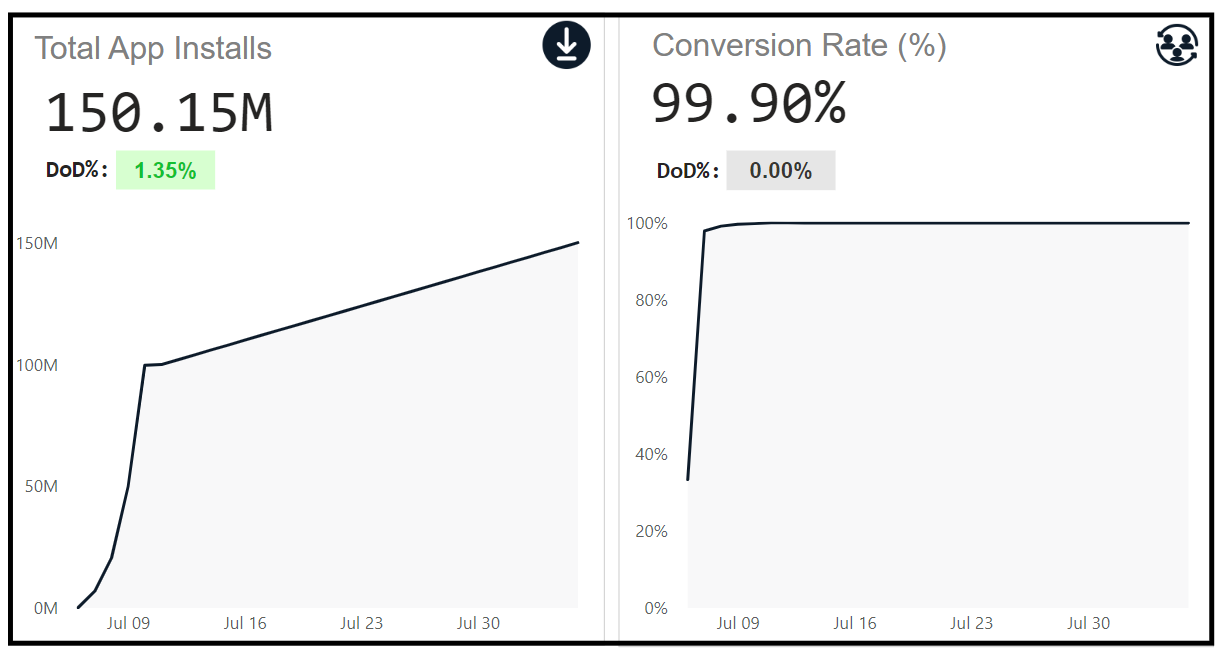 Total App Installs
150.15M
DoD%: 1.35%
150M
100M
50M
0M
Jul 09 Jul 16 Jul 23 Jul 30
Conversion Rate (%)
99.90%
DoD%: 0.00%
100%
80%
60%
40%
20%
0%
Jul 09 Jul 16 Jul 23 Jul 30